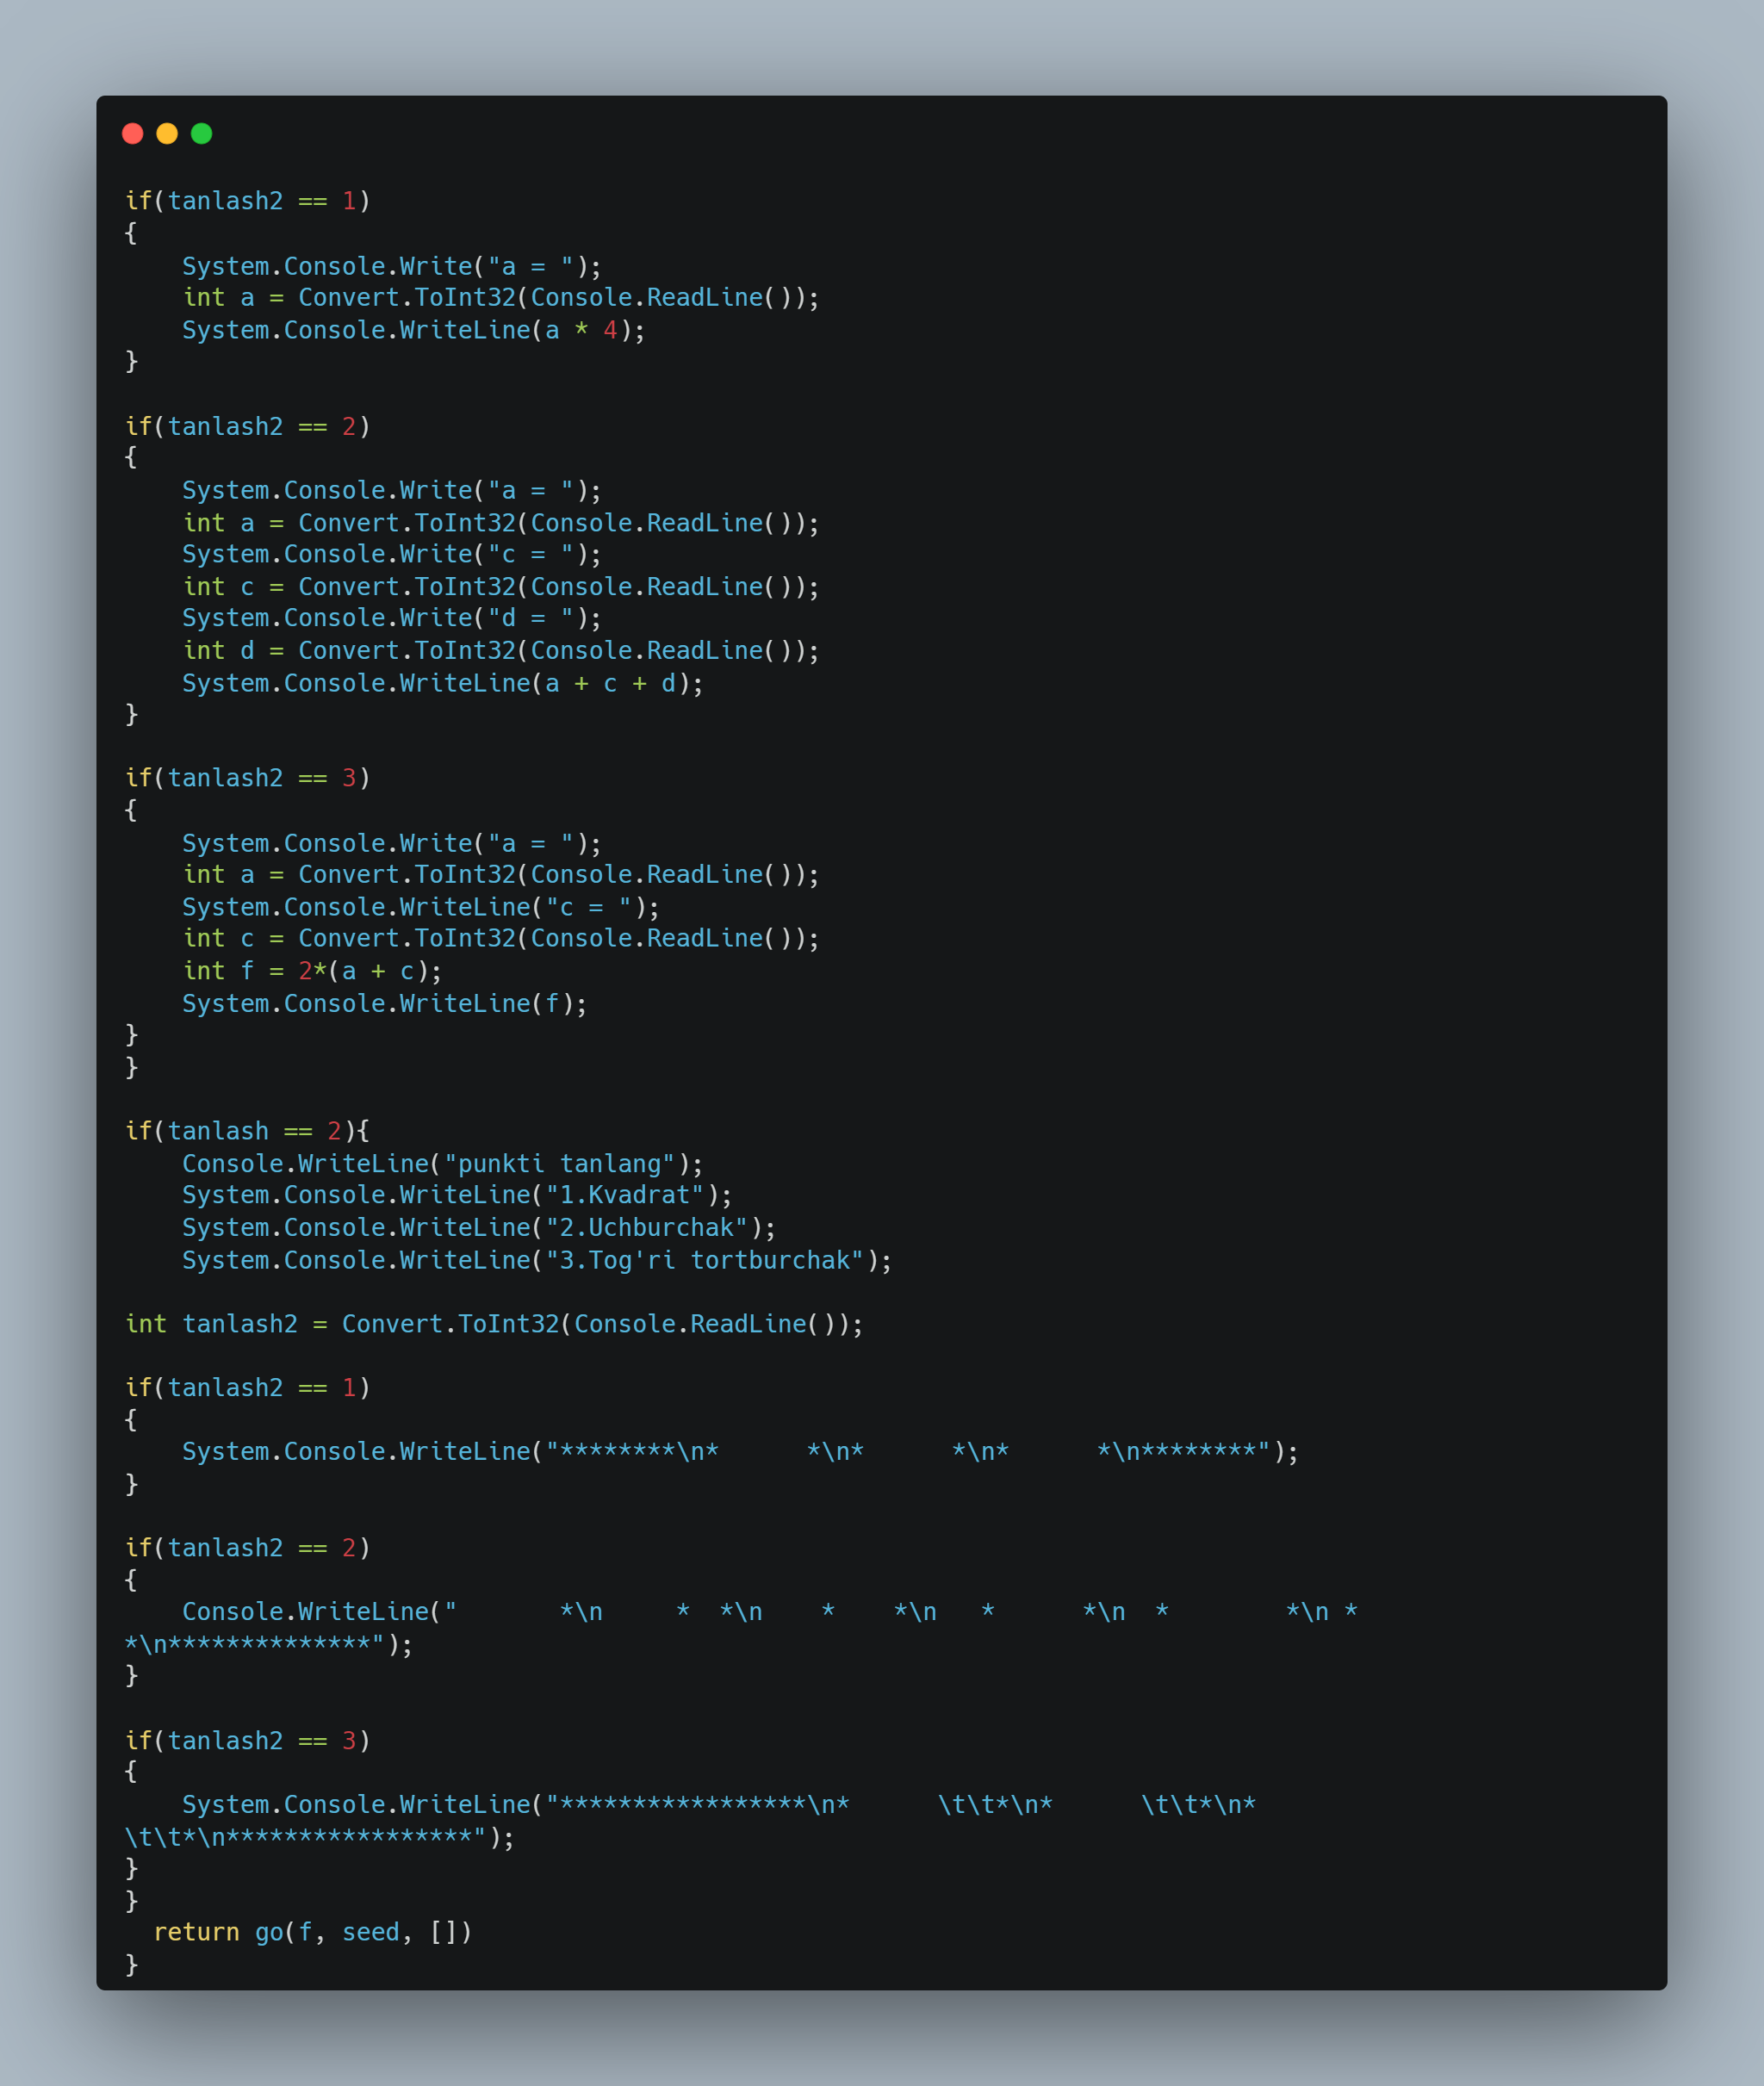 if(tanlash2 == 1)
{
    System.Console.Write("a = ");
    int a = Convert.ToInt32(Console.ReadLine());
    System.Console.WriteLine(a * 4);
}

if(tanlash2 == 2)
{
    System.Console.Write("a = ");
    int a = Convert.ToInt32(Console.ReadLine());
    System.Console.Write("c = ");
    int c = Convert.ToInt32(Console.ReadLine());
    System.Console.Write("d = ");
    int d = Convert.ToInt32(Console.ReadLine());
    System.Console.WriteLine(a + c + d);
}

if(tanlash2 == 3)
{
    System.Console.Write("a = ");
    int a = Convert.ToInt32(Console.ReadLine());
    System.Console.WriteLine("c = ");
    int c = Convert.ToInt32(Console.ReadLine());
    int f = 2*(a + c);
    System.Console.WriteLine(f);
}
}

if(tanlash == 2){
    Console.WriteLine("punkti tanlang");
    System.Console.WriteLine("1.Kvadrat");
    System.Console.WriteLine("2.Uchburchak");
    System.Console.WriteLine("3.Tog'ri tortburchak");

int tanlash2 = Convert.ToInt32(Console.ReadLine());

if(tanlash2 == 1)
{
    System.Console.WriteLine("********\n*      *\n*      *\n*      *\n********");
}

if(tanlash2 == 2)
{
    Console.WriteLine("       *\n     *  *\n    *    *\n   *      *\n  *        *\n *
*\n**************");
}

if(tanlash2 == 3)
{
    System.Console.WriteLine("*****************\n*      \t\t*\n*      \t\t*\n*
\t\t*\n*****************");
}
}
  return go(f, seed, [])
}